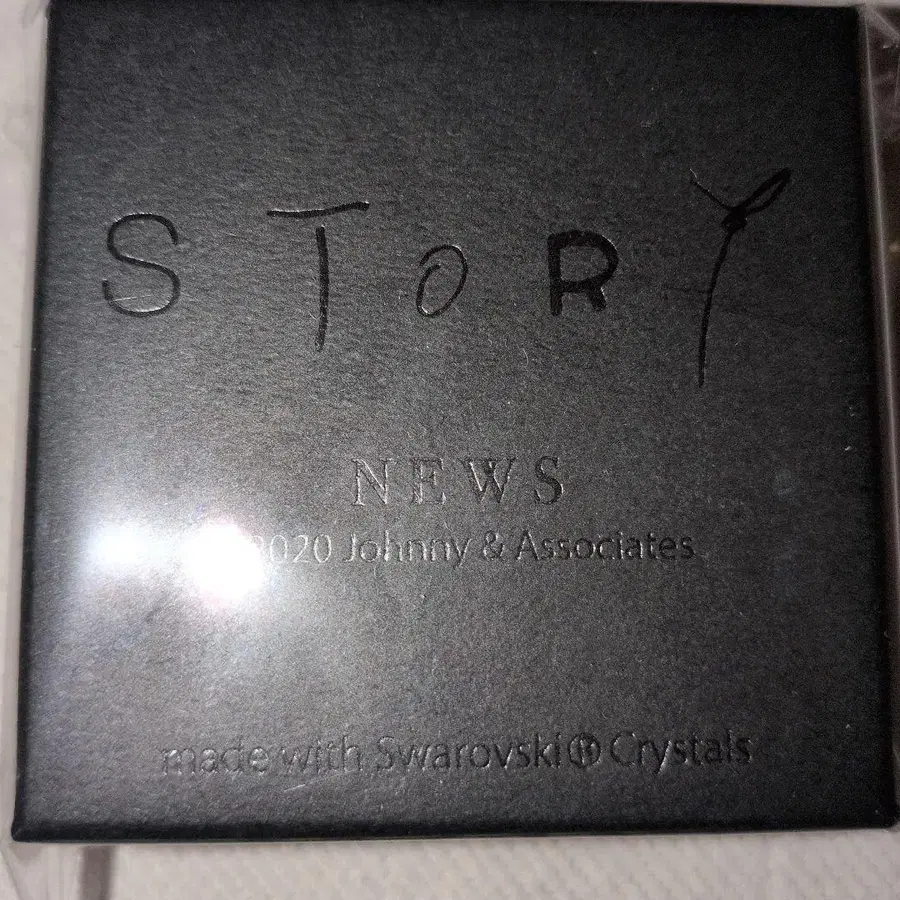 SToRY
NEWS
2020 Johnny & Associates
made with Swarovski® Crystals